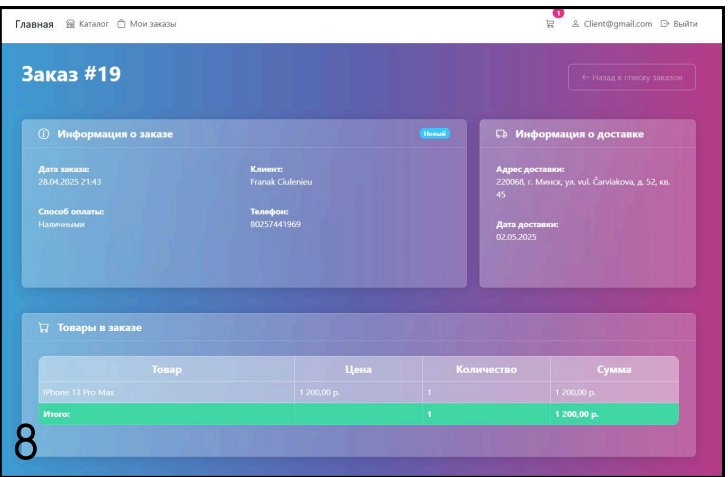 Главная Каталог Мои заказы 1 Client@gmail.com Выйти
Заказ #19
← Назад к списку заказов
Информация о заказе Новый
Дата заказа:
28.04.2025 21:43
Клиент:
Franak Ciulenieu
Способ оплаты:
Наличными
Телефон:
80257441969
Информация о доставке
Адрес доставки:
220068, г. Минск, ул. vul. Čarviakova, д. 52, кв.
45
Дата доставки:
02.05.2025
Товары в заказе
Товар Цена Количество Сумма
IPhone 13 Pro Max 1 200,00 р. 1 1 200,00 р.
Итого: 1 1 200,00 р.
8